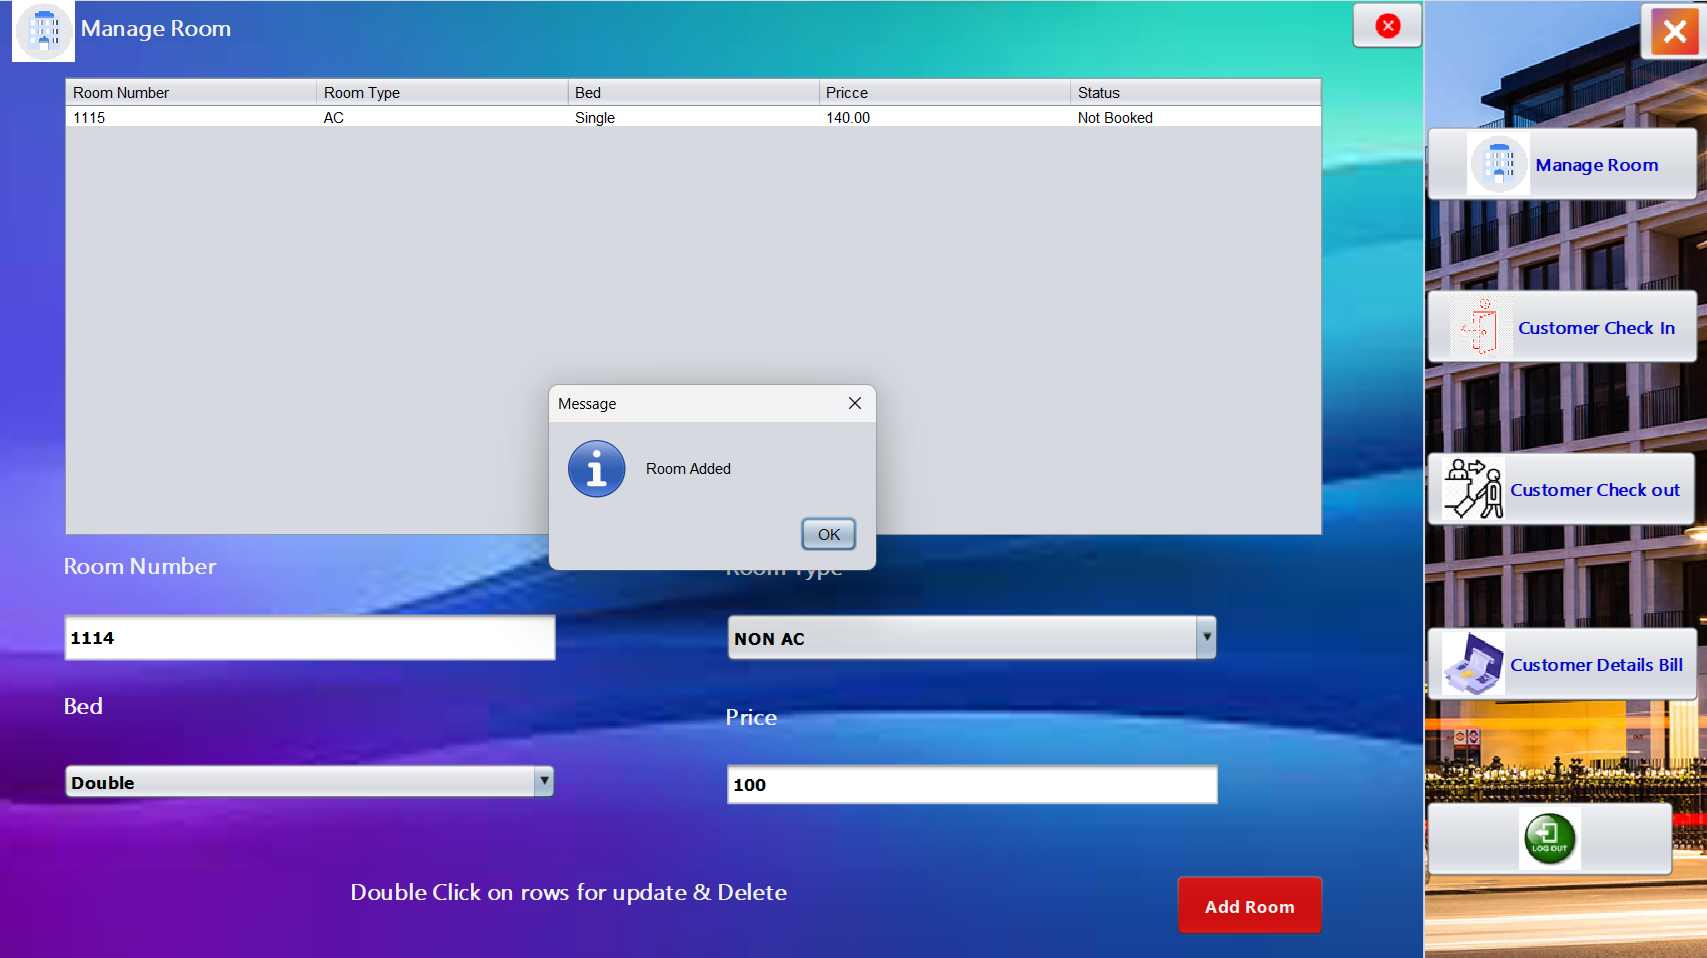 Manage Room
Room Number Room Type Bed Pricce Status
1115 AC Single 140.00 Not Booked
Message
Room Added
OK
Room Number Room Type
1114 NON AC
Bed Price
Double 100
Double Click on rows for update & Delete
Add Room
Manage Room
Customer Check In
Customer Check out
Customer Details Bill
LOG OUT